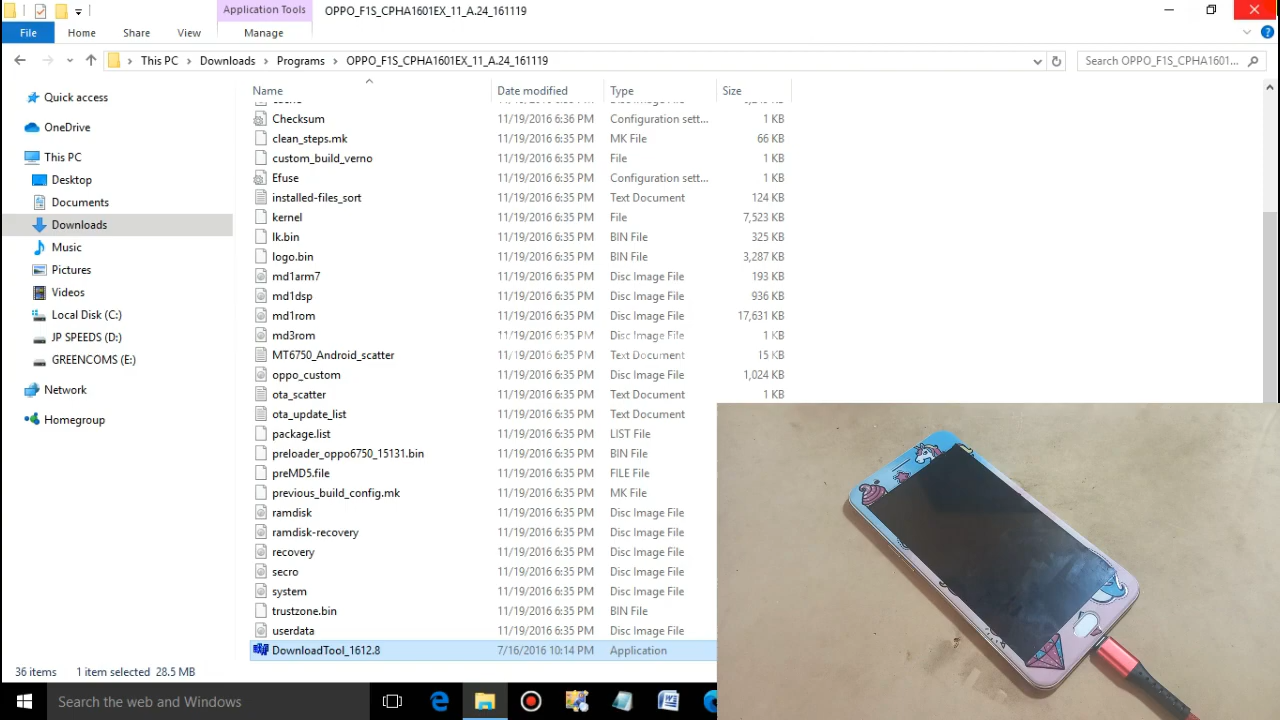 Application Tools OPPO_F1S_CPHA1601EX_11_A.24_161119
File Home Share View Manage
This PC Downloads Programs OPPO_F1S_CPHA1601EX_11_A.24_161119 Search OPPO_F1S_CPHA1601...
Name Date modified Type Size
Quick access
OneDrive
This PC
Desktop
Documents
Downloads
Music
Pictures
Videos
Local Disk (C:)
JP SPEEDS (D:)
GREENCOMS (E:)
Network
Homegroup
Checksum 11/19/2016 6:36 PM Configuration sett... 1 KB
clean_steps.mk 11/19/2016 6:35 PM MK File 66 KB
custom_build_verno 11/19/2016 6:35 PM File 1 KB
Efuse 11/19/2016 6:35 PM Configuration sett... 1 KB
installed-files_sort 11/19/2016 6:35 PM Text Document 124 KB
kernel 11/19/2016 6:35 PM File 7,523 KB
lk.bin 11/19/2016 6:35 PM BIN File 325 KB
logo.bin 11/19/2016 6:35 PM BIN File 3,287 KB
md1arm7 11/19/2016 6:35 PM Disc Image File 193 KB
md1dsp 11/19/2016 6:35 PM Disc Image File 936 KB
md1rom 11/19/2016 6:35 PM Disc Image File 17,631 KB
md3rom 11/19/2016 6:35 PM Disc Image File 1 KB
MT6750_Android_scatter 11/19/2016 6:35 PM Text Document 15 KB
oppo_custom 11/19/2016 6:35 PM Disc Image File 1,024 KB
ota_scatter 11/19/2016 6:35 PM Text Document 1 KB
ota_update_list 11/19/2016 6:35 PM Text Document
package.list 11/19/2016 6:35 PM LIST File
preloader_oppo6750_15131.bin 11/19/2016 6:35 PM BIN File
preMD5.file 11/19/2016 6:35 PM FILE File
previous_build_config.mk 11/19/2016 6:35 PM MK File
ramdisk 11/19/2016 6:35 PM Disc Image File
ramdisk-recovery 11/19/2016 6:35 PM Disc Image File
recovery 11/19/2016 6:35 PM Disc Image File
secro 11/19/2016 6:35 PM Disc Image File
system 11/19/2016 6:35 PM Disc Image File
trustzone.bin 11/19/2016 6:35 PM BIN File
userdata 11/19/2016 6:35 PM Disc Image File
DownloadTool_1612.8 7/16/2016 10:14 PM Application
36 items 1 item selected 28.5 MB
Search the web and Windows